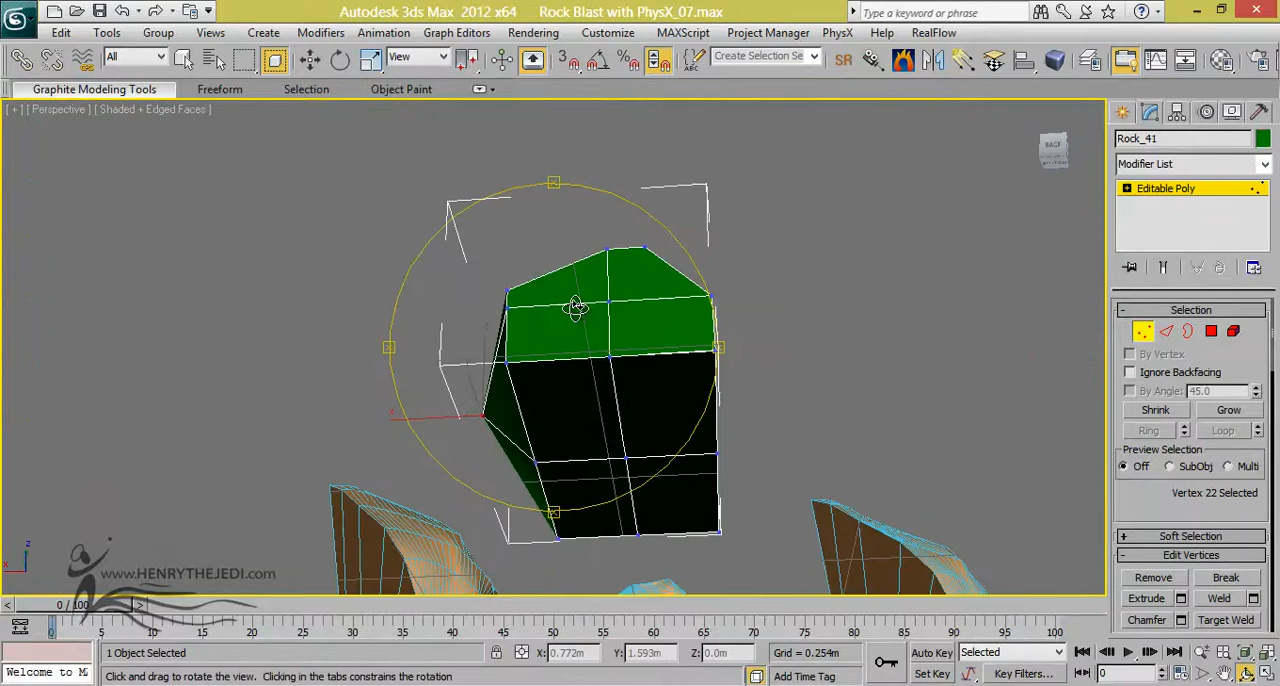 Autodesk 3ds Max 2012 x64 Rock Blast with PhysX_07.max
Type a keyword or phrase
Edit Tools Group Views Create Modifiers Animation Graph Editors Rendering Customize MAXScript Project Manager PhysX Help RealFlow
All View Create Selection Se SR
Graphite Modeling Tools Freeform Selection Object Paint
[ + ] [ Perspective ] [ Shaded + Edged Faces ]
BACK
Rock_41
Modifier List
Editable Poly
- Selection
By Vertex
Ignore Backfacing
By Angle: 45.0
Shrink Grow
Ring Loop
Preview Selection
Off SubObj Multi
Vertex 22 Selected
+ Soft Selection
- Edit Vertices
Remove Break
Extrude Weld
Chamfer Target Weld
x
z
x
www.HENRYTHEJEDI.com
< 0 / 100 >
0 5 10 15 20 25 30 35 40 45 50 55 60 65 70 75 80 85 90 95 100
1 Object Selected X: 0.772m Y: 1.593m Z: 0.0m Grid = 0.254m Auto Key Selected
Welcome to M Click and drag to rotate the view. Clicking in the tabs constrains the rotation Add Time Tag Set Key Key Filters... 0